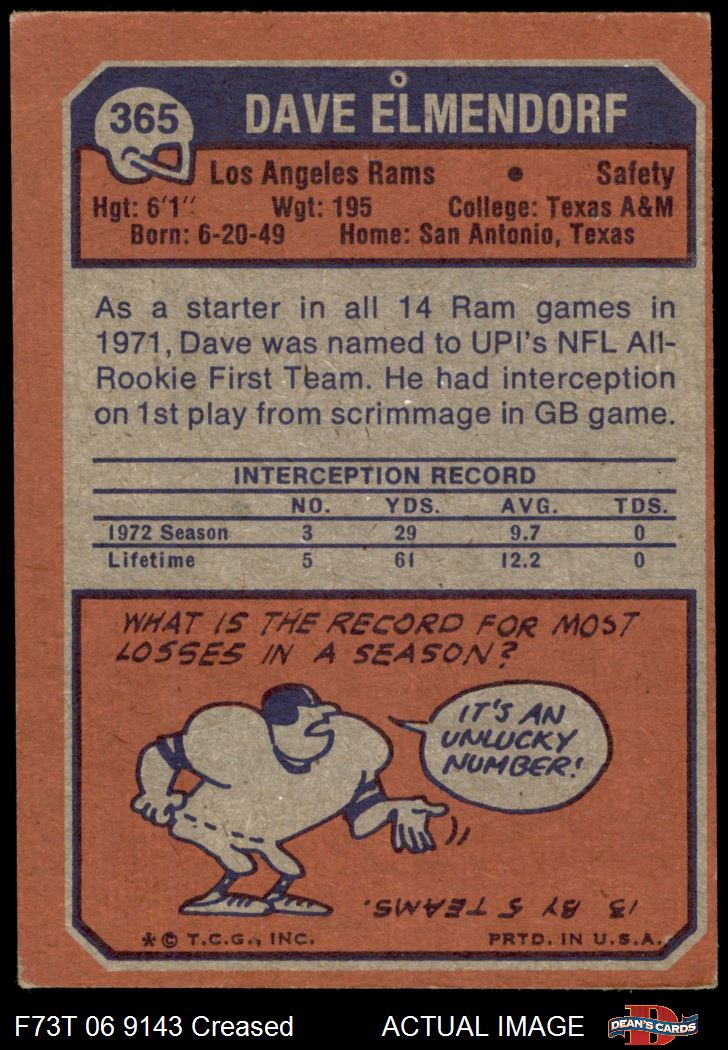 365
DAVE ELMENDORF
Los Angeles Rams • Safety
Hgt: 6'1" Wgt: 195 College: Texas A&M
Born: 6-20-49 Home: San Antonio, Texas
As a starter in all 14 Ram games in
1971, Dave was named to UPI's NFL All-
Rookie First Team. He had interception
on 1st play from scrimmage in GB game.
INTERCEPTION RECORD
NO. YDS. AVG. TDS.
1972 Season 3 29 9.7 0
Lifetime 5 61 12.2 0
WHAT IS THE RECORD FOR MOST
LOSSES IN A SEASON?
IT'S AN
UNLUCKY
NUMBER!
13 BY 5 TEAMS.
* © T.C.G., INC. PRTD. IN U.S.A.
F73T 06 9143 Creased ACTUAL IMAGE
DEAN'S CARDS